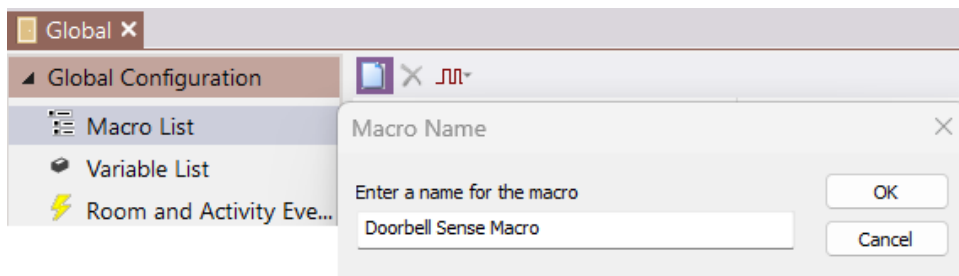 Global
Global Configuration
Macro List
Variable List
Room and Activity Eve...
Macro Name
Enter a name for the macro
Doorbell Sense Macro
OK
Cancel